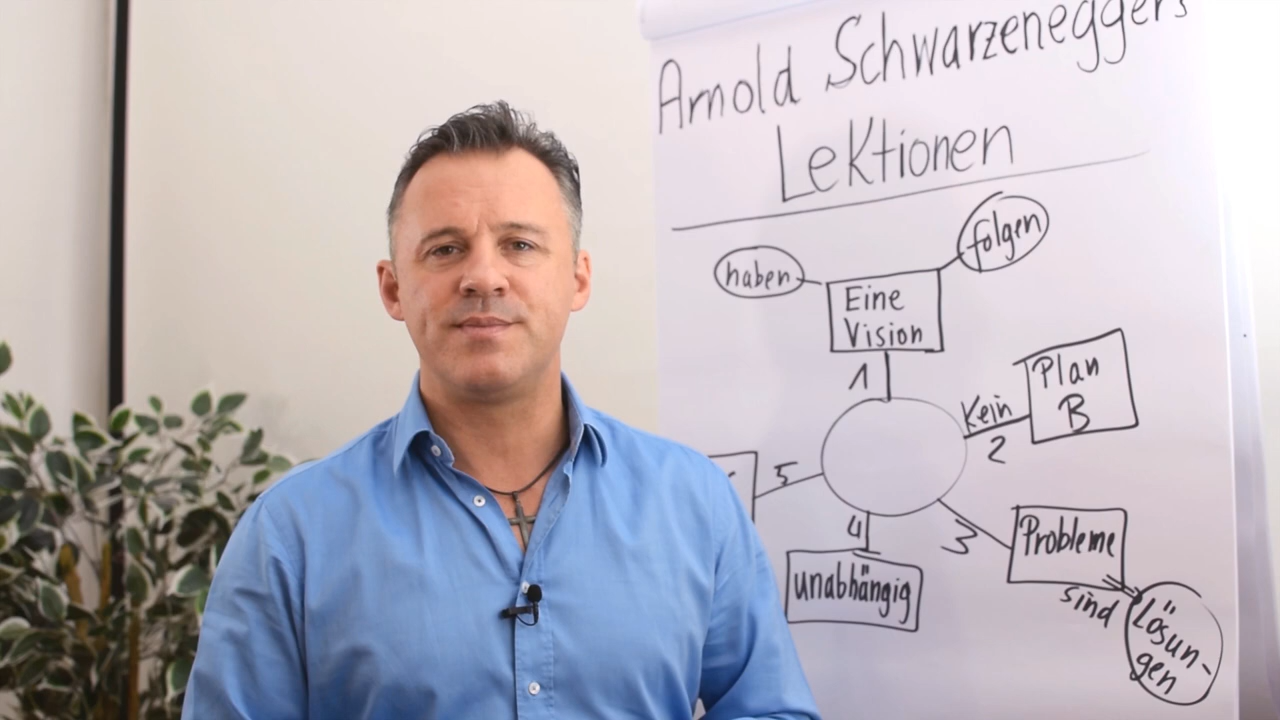 Arnold Schwarzeneggers
Lektionen
haben
folgen
Eine
Vision
1
Kein
2
Plan
B
3
Probleme
sind
Lösun-
gen
4
unabhängig
5